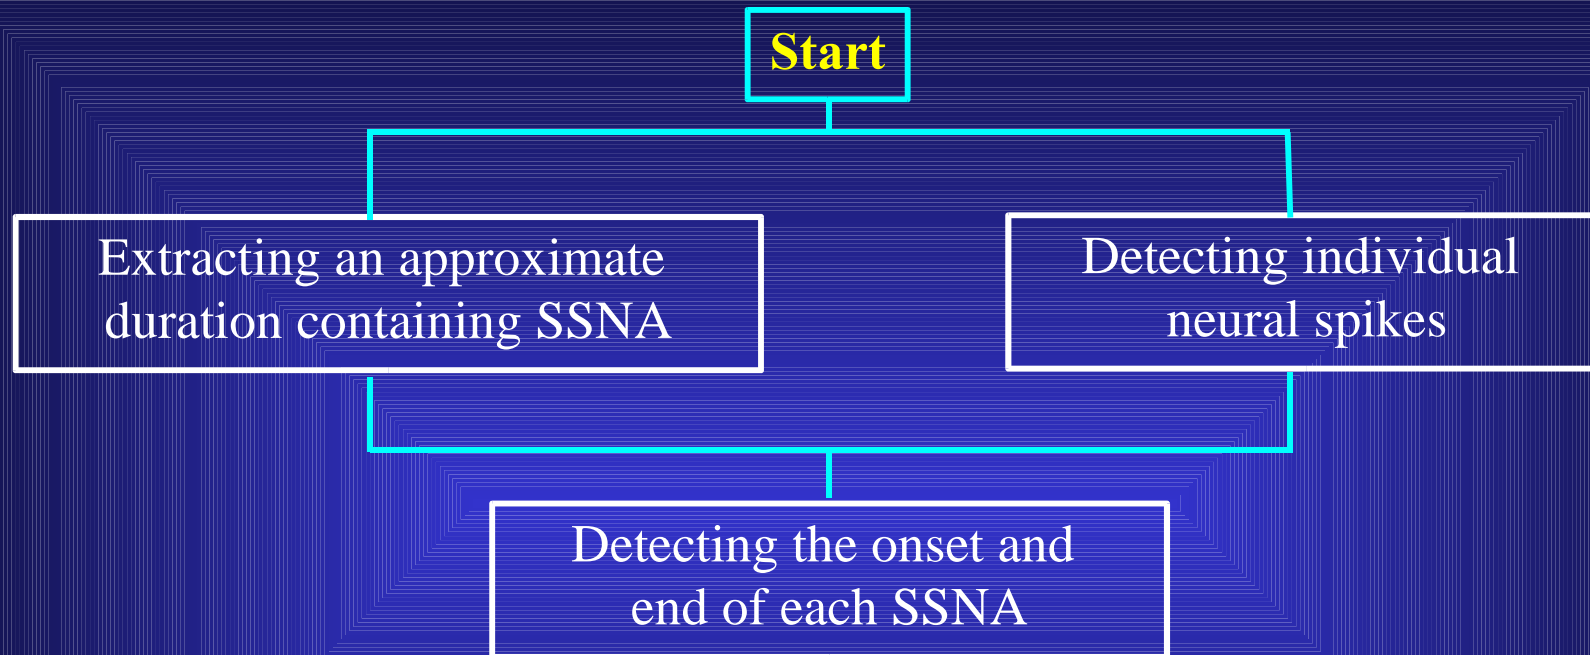 Start
Extracting an approximate
duration containing SSNA
Detecting individual
neural spikes
Detecting the onset and
end of each SSNA